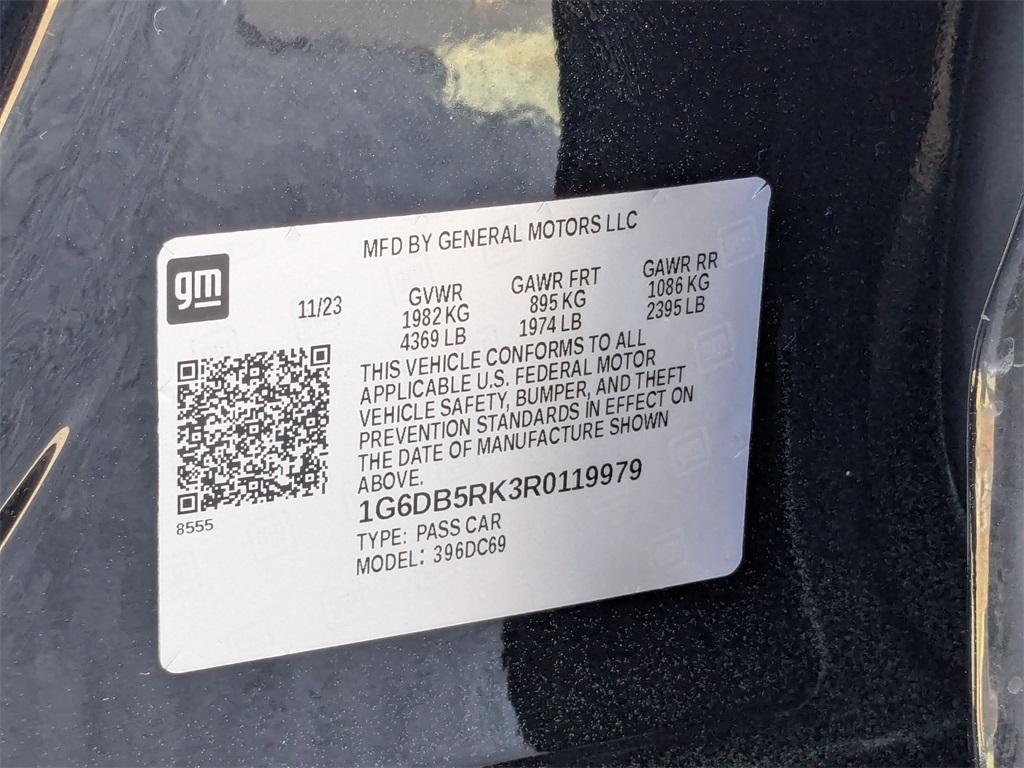 MFD BY GENERAL MOTORS LLC
gm
11/23
GVWR
1982 KG
4369 LB
GAWR FRT
895 KG
1974 LB
GAWR RR
1086 KG
2395 LB
THIS VEHICLE CONFORMS TO ALL
APPLICABLE U.S. FEDERAL MOTOR
VEHICLE SAFETY, BUMPER, AND THEFT
PREVENTION STANDARDS IN EFFECT ON
THE DATE OF MANUFACTURE SHOWN
ABOVE.
1G6DB5RK3R0119979
TYPE: PASS CAR
MODEL: 396DC69
8555